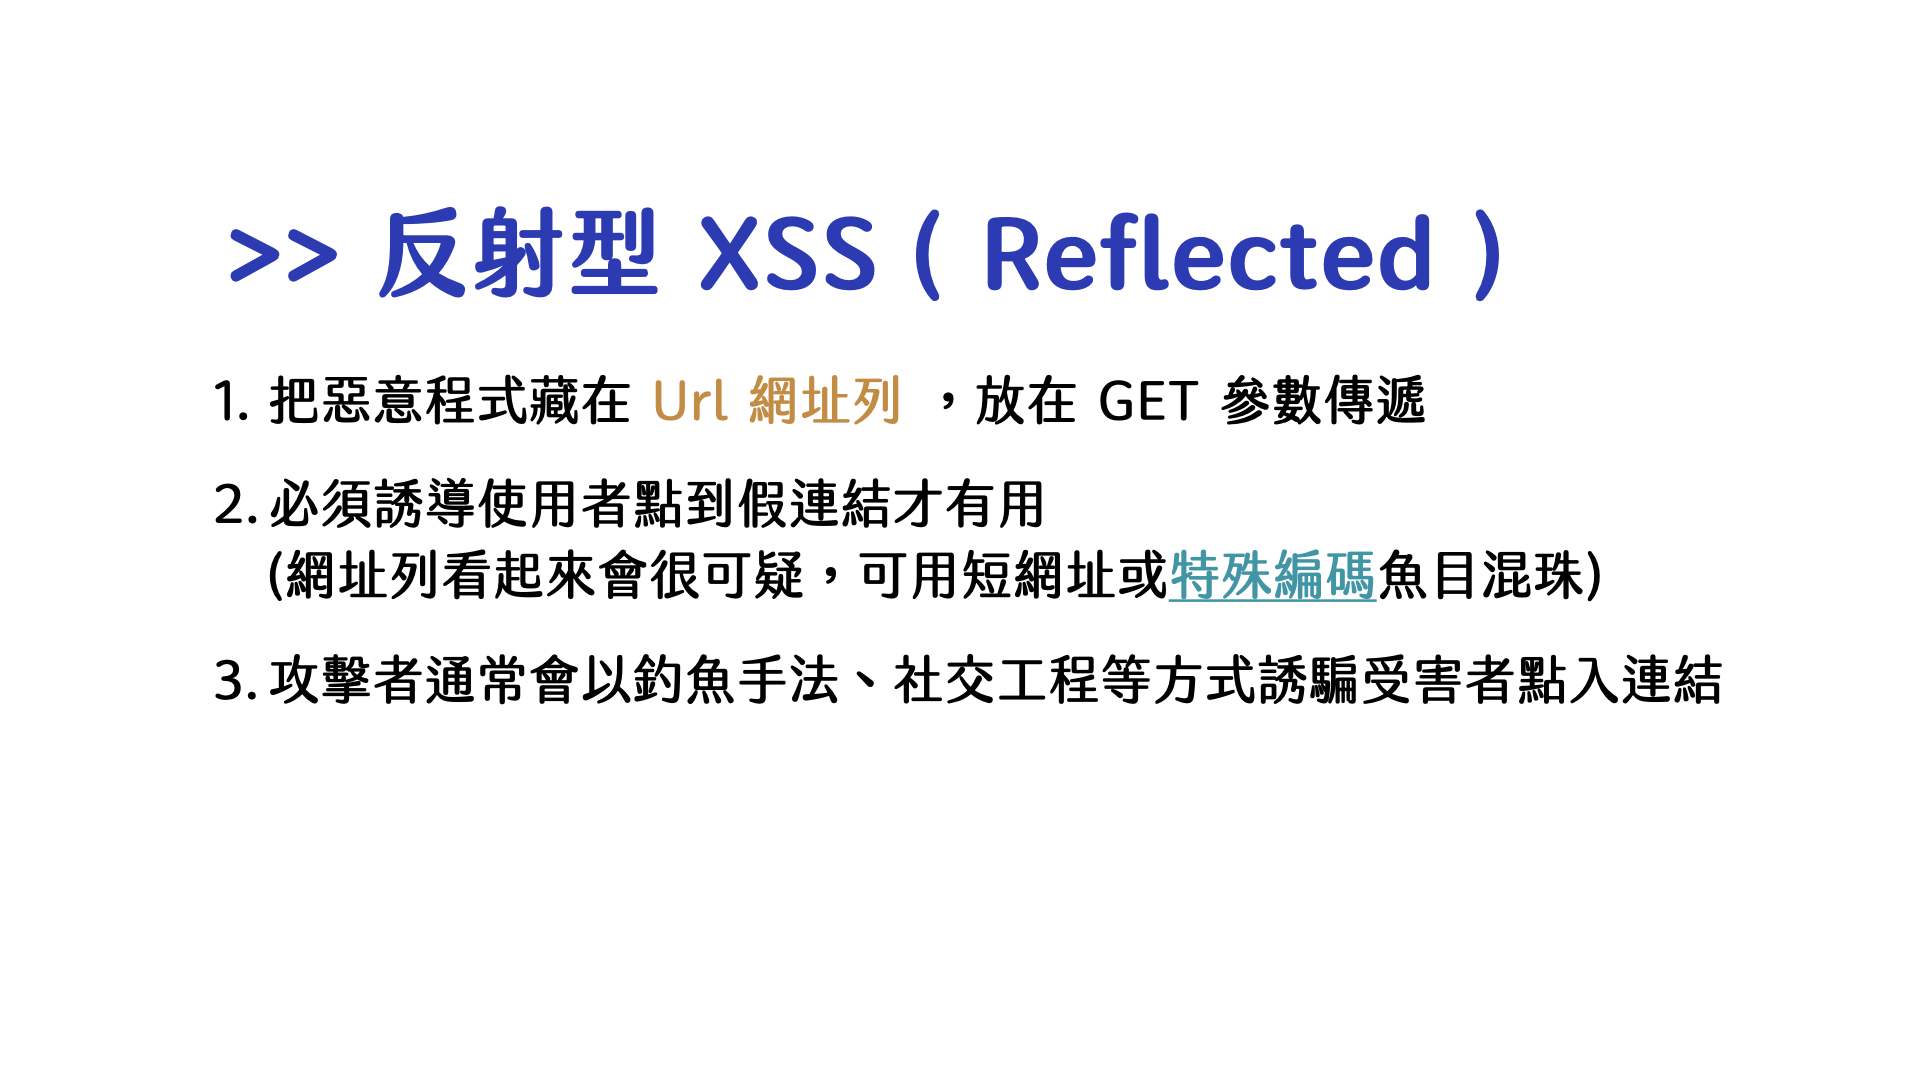 >> 反射型 XSS ( Reflected )
1. 把惡意程式藏在 Url 網址列 ，放在 GET 參數傳遞
2. 必須誘導使用者點到假連結才有用
(網址列看起來會很可疑，可用短網址或特殊編碼魚目混珠)
3. 攻擊者通常會以釣魚手法、社交工程等方式誘騙受害者點入連結